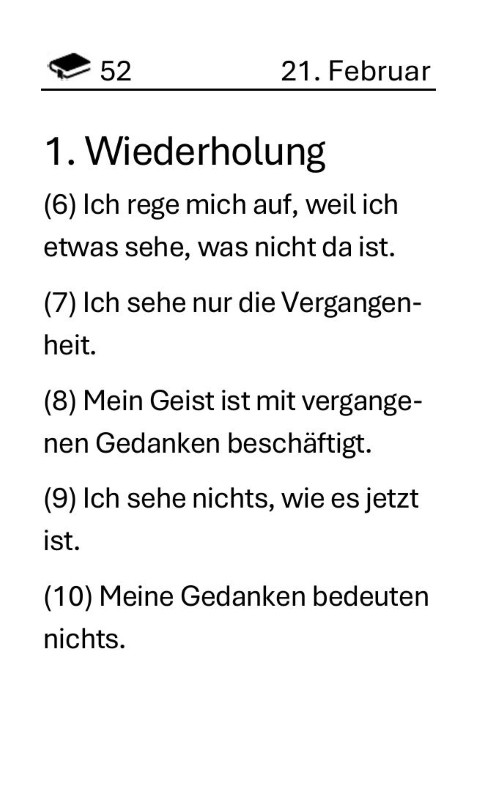 52 21. Februar
1. Wiederholung
(6) Ich rege mich auf, weil ich
etwas sehe, was nicht da ist.
(7) Ich sehe nur die Vergangen-
heit.
(8) Mein Geist ist mit vergange-
nen Gedanken beschäftigt.
(9) Ich sehe nichts, wie es jetzt
ist.
(10) Meine Gedanken bedeuten
nichts.